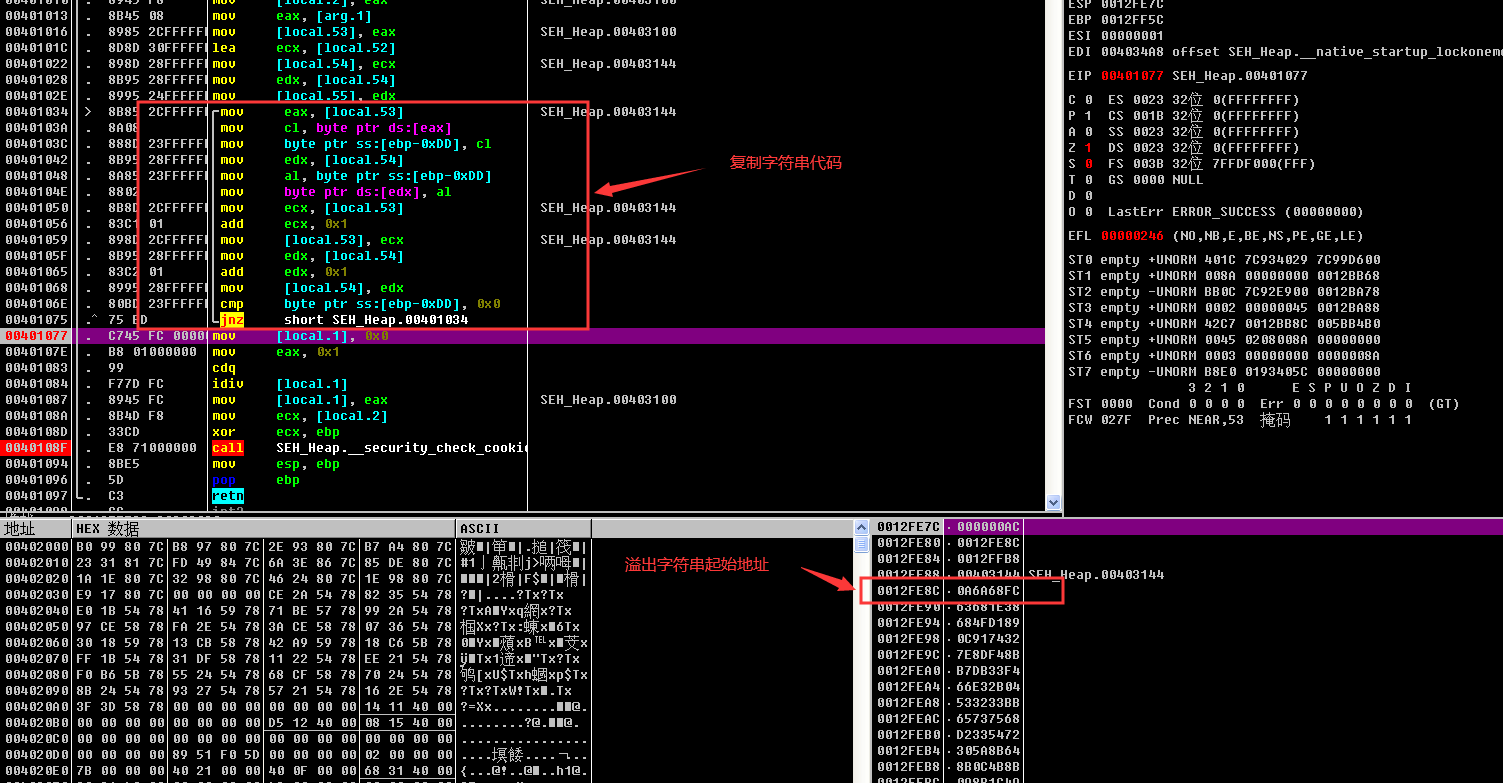 00401010 . 8945 F8 mov [local.2], eax SEH_Heap.00403100
00401013 . 8B45 08 mov eax, [arg.1]
00401016 . 8985 2CFFFFFF mov [local.53], eax SEH_Heap.00403100
0040101C . 8D8D 30FFFFFF lea ecx, [local.52]
00401022 . 898D 28FFFFFF mov [local.54], ecx SEH_Heap.00403144
00401028 . 8B95 28FFFFFF mov edx, [local.54]
0040102E . 8995 24FFFFFF mov [local.55], edx
00401034 > 8B85 2CFFFFFF mov eax, [local.53] SEH_Heap.00403144
0040103A . 8A08 mov cl, byte ptr ds:[eax]
0040103C . 888D 23FFFFFF mov byte ptr ss:[ebp-0xDD], cl
00401042 . 8B95 28FFFFFF mov edx, [local.54]
00401048 . 8A85 23FFFFFF mov al, byte ptr ss:[ebp-0xDD]
0040104E . 8802 mov byte ptr ds:[edx], al
00401050 . 8B8D 2CFFFFFF mov ecx, [local.53] SEH_Heap.00403144
00401056 . 83C1 01 add ecx, 0x1
00401059 . 898D 2CFFFFFF mov [local.53], ecx SEH_Heap.00403144
0040105F . 8B95 28FFFFFF mov edx, [local.54]
00401065 . 83C2 01 add edx, 0x1
00401068 . 8995 28FFFFFF mov [local.54], edx
0040106E . 80BD 23FFFFFF cmp byte ptr ss:[ebp-0xDD], 0x0
00401075 .^ 75 BD jnz short SEH_Heap.00401034
00401077 . C745 FC 0000 mov [local.1], 0x0
0040107E . B8 01000000 mov eax, 0x1
00401083 . 99 cdq
00401084 . F77D FC idiv [local.1]
00401087 . 8945 FC mov [local.1], eax SEH_Heap.00403100
0040108A . 8B4D F8 mov ecx, [local.2]
0040108D . 33CD xor ecx, ebp
0040108F . E8 71000000 call SEH_Heap.__security_check_cookie
00401094 . 8BE5 mov esp, ebp
00401096 . 5D pop ebp
00401097 . C3 retn
复制字符串代码
ESP 0012FE7C
EBP 0012FF5C
ESI 00000001
EDI 004034A8 offset SEH_Heap.__native_startup_lockonem
EIP 00401077 SEH_Heap.00401077
C 0 ES 0023 32位 0(FFFFFFFF)
P 1 CS 001B 32位 0(FFFFFFFF)
A 0 SS 0023 32位 0(FFFFFFFF)
Z 1 DS 0023 32位 0(FFFFFFFF)
S 0 FS 003B 32位 7FFDF000(FFF)
T 0 GS 0000 NULL
D 0
O 0 LastErr ERROR_SUCCESS (00000000)
EFL 00000246 (NO,NB,E,BE,NS,PE,GE,LE)
ST0 empty +UNORM 401C 7C934029 7C99D600
ST1 empty +UNORM 008A 00000000 0012BB68
ST2 empty -UNORM BB0C 7C92E900 0012BA78
ST3 empty +UNORM 0002 00000045 0012BA88
ST4 empty +UNORM 42C7 0012BB8C 005BB4B0
ST5 empty +UNORM 0045 0208008A 00000000
ST6 empty +UNORM 0003 00000000 0000008A
ST7 empty -UNORM B8E0 0193405C 00000000
3 2 1 0 E S P U O Z D I
FST 0000 Cond 0 0 0 0 Err 0 0 0 0 0 0 0 0 (GT)
FCW 027F Prec NEAR,53 掩码 1 1 1 1 1 1
地址 HEX 数据 ASCII
00402000 B0 99 80 7C B8 97 80 7C 2E 93 80 7C B7 A4 80 7C
00402010 23 31 81 7C FD 49 84 7C 6A 3E 86 7C 85 DE 80 7C
00402020 1A 1E 80 7C 32 98 80 7C 46 24 80 7C 1E 98 80 7C
00402030 E9 17 80 7C 00 00 00 00 CE 2A 54 78 82 35 54 78
00402040 E0 1B 54 78 41 16 59 78 71 BE 57 78 99 2A 54 78
00402050 97 CE 58 78 FA 2E 54 78 3A CE 58 78 07 36 54 78
00402060 30 18 59 78 13 CB 58 78 42 A9 59 78 18 C6 5B 78
00402070 FF 1B 54 78 31 DF 58 78 11 22 54 78 EE 21 54 78
00402080 F0 B6 5B 78 55 24 54 78 68 CF 58 78 70 24 54 78
00402090 8B 24 54 78 93 27 54 78 57 21 54 78 16 2E 54 78
004020A0 3F 3D 58 78 00 00 00 00 00 00 00 00 14 11 40 00
004020B0 00 00 00 00 00 00 00 00 D5 12 40 00 08 15 40 00
004020C0 00 00 00 00 00 00 00 00 00 00 00 00 00 00 00 00
004020D0 00 00 00 00 89 51 F0 5D 00 00 00 00 02 00 00 00
004020E0 7B 00 00 00 40 21 00 00 40 0F 00 00 68 31 40 00
溢出字符串起始地址
0012FE7C 000000AC
0012FE80 0012FE8C
0012FE84 0012FFB8
0012FE88 00403144 SEH_Heap.00403144
0012FE8C 0A6A68FC
0012FE90 63681E38
0012FE94 684FD189
0012FE98 0C917432
0012FE9C 7E8DF48B
0012FEA0 B7DB33F4
0012FEA4 66E32B04
0012FEA8 533233BB
0012FEAC 65737568
0012FEB0 D2335472
0012FEB4 305A8B64
0012FEB8 8B0C4B8B